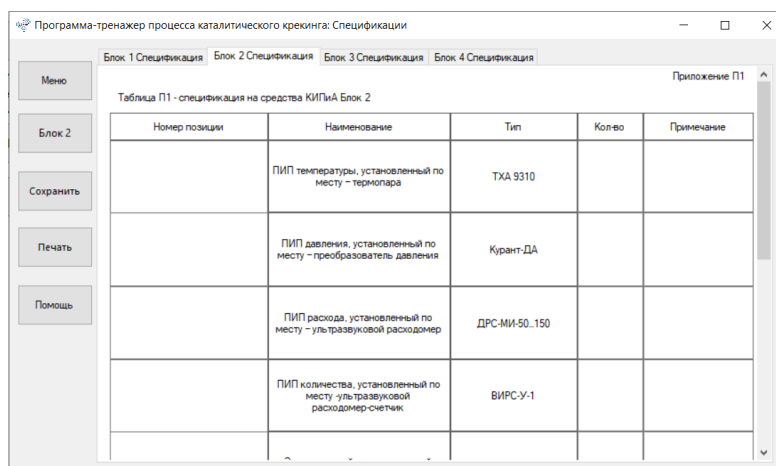 Программа-тренажер процесса каталитического крекинга: Спецификации
Блок 1 Спецификация Блок 2 Спецификация Блок 3 Спецификация Блок 4 Спецификация
Меню
Блок 2
Сохранить
Печать
Помощь
Приложение П1
Таблица П1 - спецификация на средства КИПиА Блок 2
Номер позиции Наименование Тип Кол-во Примечание
ПИП температуры, установленный по
месту – термопара
ТХА 9310
ПИП давления, установленный по
месту – преобразователь давления
Курант-ДА
ПИП расхода, установленный по
месту – ультразвуковой расходомер
ДРС-МИ-50...150
ПИП количества, установленный по
месту -ультразвуковой
расходомер-счетчик
ВИРС-У-1